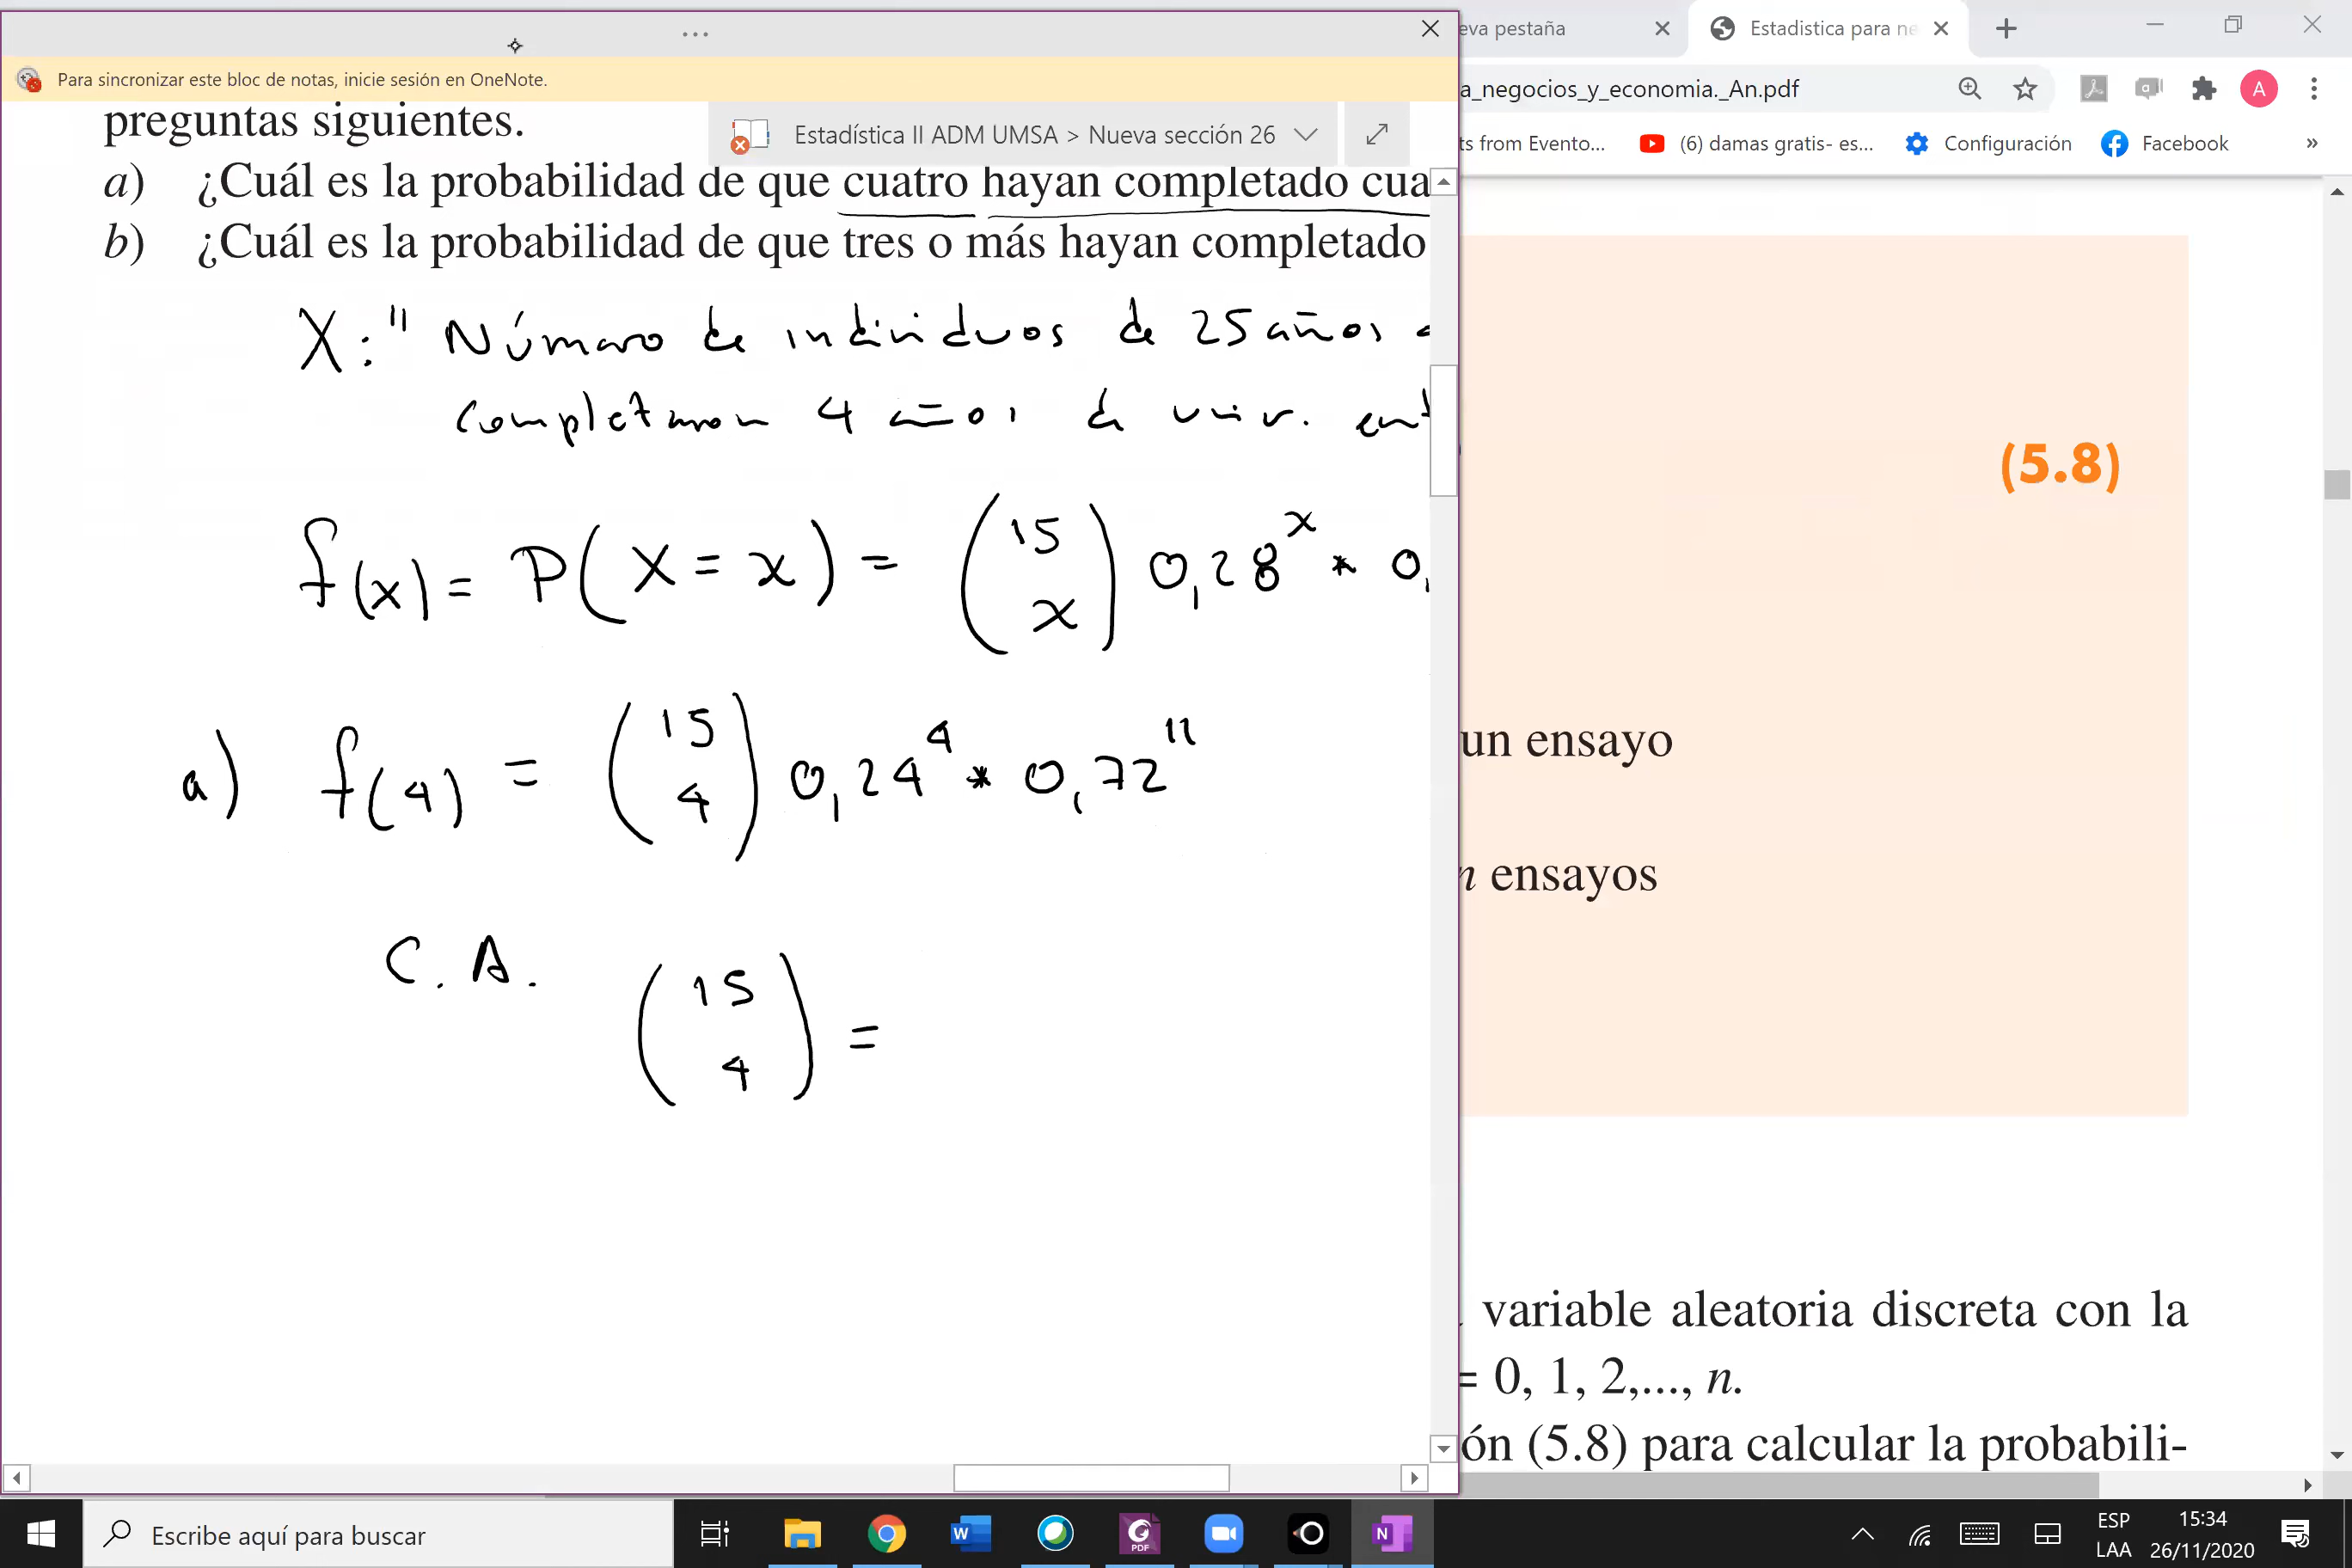 eva pestaña
Estadistica para ne
Para sincronizar este bloc de notas, inicie sesión en OneNote.
a_negocios_y_economia._An.pdf
A
preguntas siguientes.
Estadística II ADM UMSA > Nueva sección 26
ts from Evento...
(6) damas gratis- es...
Configuración
Facebook
»
a) ¿Cuál es la probabilidad de que cuatro hayan completado cua
b) ¿Cuál es la probabilidad de que tres o más hayan completado
X: " Número de individuos de 25 años
completaron 4 años de univ. ent
(5.8)
f(x) = P(X = x) = (15 x) 0,28^x * 0,
a) f(4) = (15 4) 0,24^4 * 0,72^11
un ensayo
n ensayos
C. A. (15 4) =
variable aleatoria discreta con la
= 0, 1, 2,..., n.
ón (5.8) para calcular la probabili-
Escribe aquí para buscar
ESP
LAA
15:34
26/11/2020